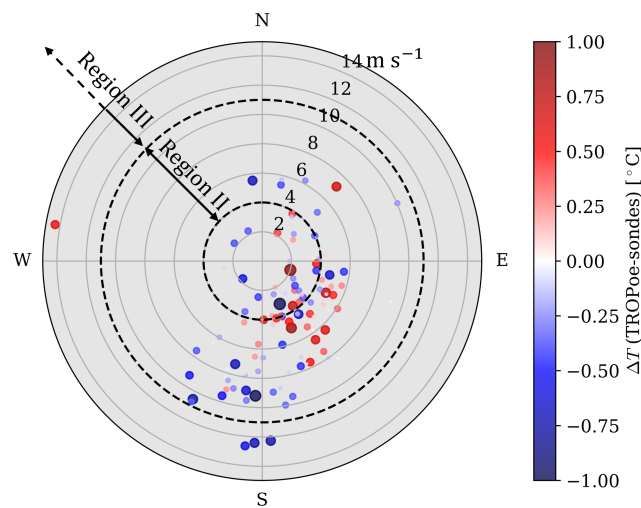 N
14 m s⁻¹
12
10
8
6
4
2
Region III
Region II
W
E
S
1.00
0.75
0.50
0.25
0.00
−0.25
−0.50
−0.75
−1.00
ΔT (TROPoe-sondes) [°C]